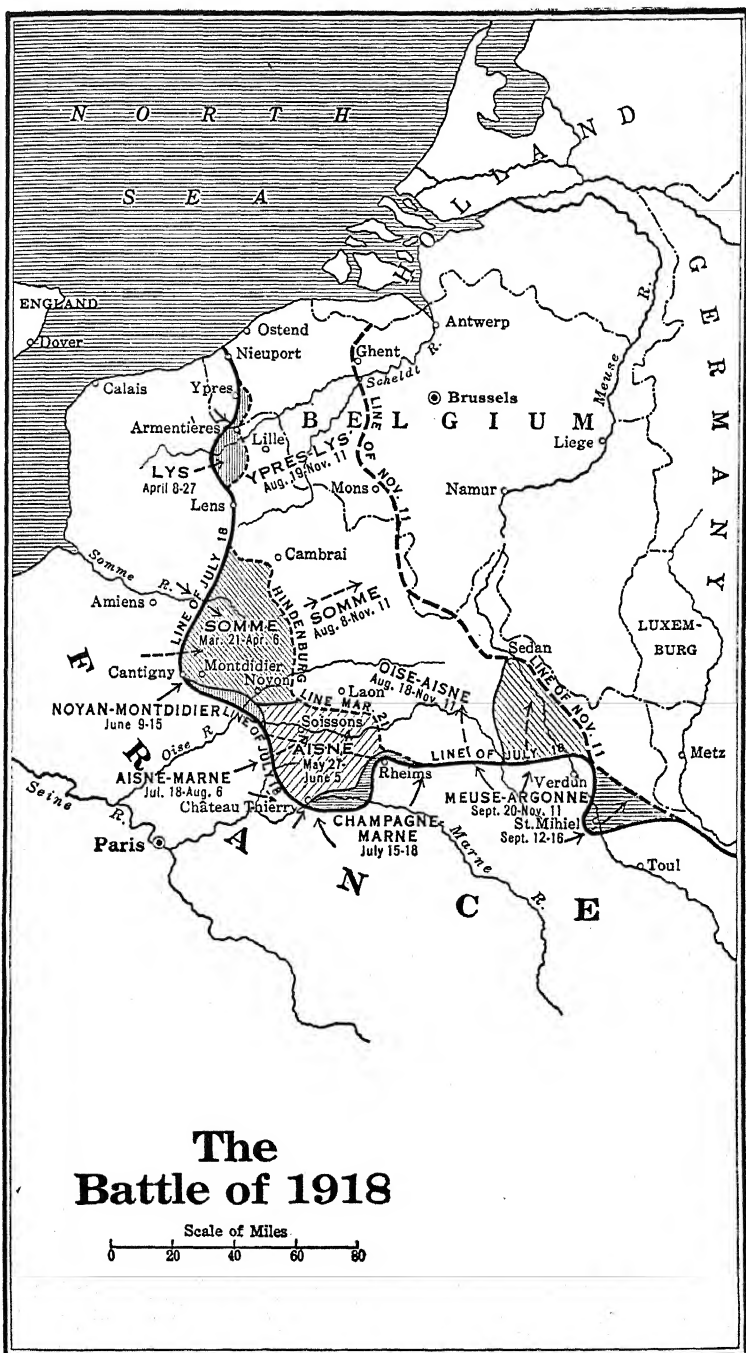 NORTH
SEA
HOLLAND
GERMANY
ENGLAND
Dover
Ostend
Nieuport
Antwerp
Ghent
Scheldt R.
Calais
Ypres
Brussels
BELGIUM
Meuse R.
Armentières
Lille
Liege
LYS
April 8-27
YPRES-LYS
Aug. 19-Nov. 11
LINE OF NOV. 11
Mons
Namur
Lens
Cambrai
Somme R.
Amiens
LINE OF JULY 18
HINDENBURG
LINE MAR. 21
SOMME
Mar. 21-Apr. 6
SOMME
Aug. 8-Nov. 11
LUXEM-
BURG
Sedan
Cantigny
Montdidier
Noyon
Laon
OISE-AISNE
Aug. 18-Nov. 11
LINE OF NOV. 11
NOYAN-MONTDIDIER
June 9-15
Oise R.
LINE OF JULY 18
Soissons
AISNE
May 27-
June 5
LINE OF JULY 18
Metz
Rheims
Verdun
AISNE-MARNE
Jul. 18-Aug. 6
Château Thierry
MEUSE-ARGONNE
Sept. 20-Nov. 11
St. Mihiel
Sept. 12-16
CHAMPAGNE-
MARNE
July 15-18
Seine R.
Paris
Marne R.
Toul
FRANCE
The
Battle of 1918
Scale of Miles
0 20 40 60 80